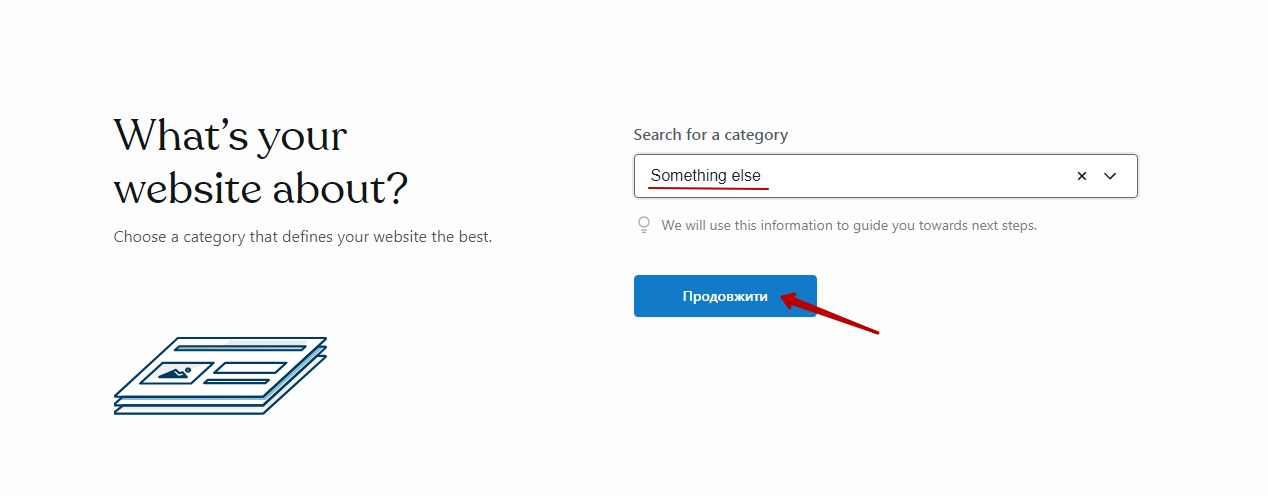 What’s your
website about?
Choose a category that defines your website the best.
Search for a category
Something else
We will use this information to guide you towards next steps.
Продовжити